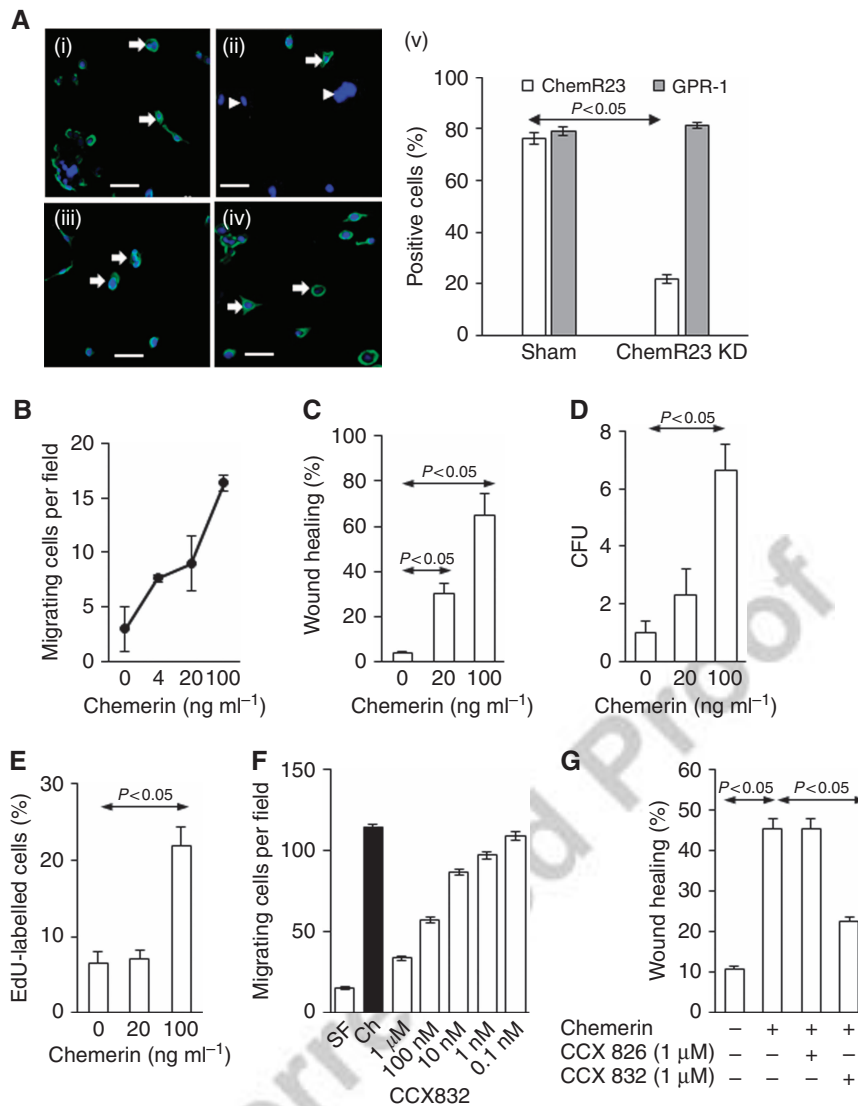 A
(i)
(ii)
(iii)
(iv)
(v)
100
80
60
40
20
0
Positive cells (%)
ChemR23
GPR-1
P<0.05
Sham
ChemR23 KD
B
20
15
10
5
0
Migrating cells per field
0 4 20 100
Chemerin (ng ml−1)
C
100
80
60
40
20
0
Wound healing (%)
P<0.05
P<0.05
0 20 100
Chemerin (ng ml−1)
D
8
6
4
2
0
CFU
P<0.05
0 20 100
Chemerin (ng ml−1)
E
30
20
10
0
EdU-labelled cells (%)
P<0.05
0 20 100
Chemerin (ng ml−1)
F
150
100
50
0
Migrating cells per field
SF Ch 1 μM 100 nM 10 nM 1 nM 0.1 nM
CCX832
G
60
50
40
30
20
10
0
Wound healing (%)
P<0.05
P<0.05
Chemerin − + + +
CCX 826 (1 μM) − − + −
CCX 832 (1 μM) − − − +
Proof